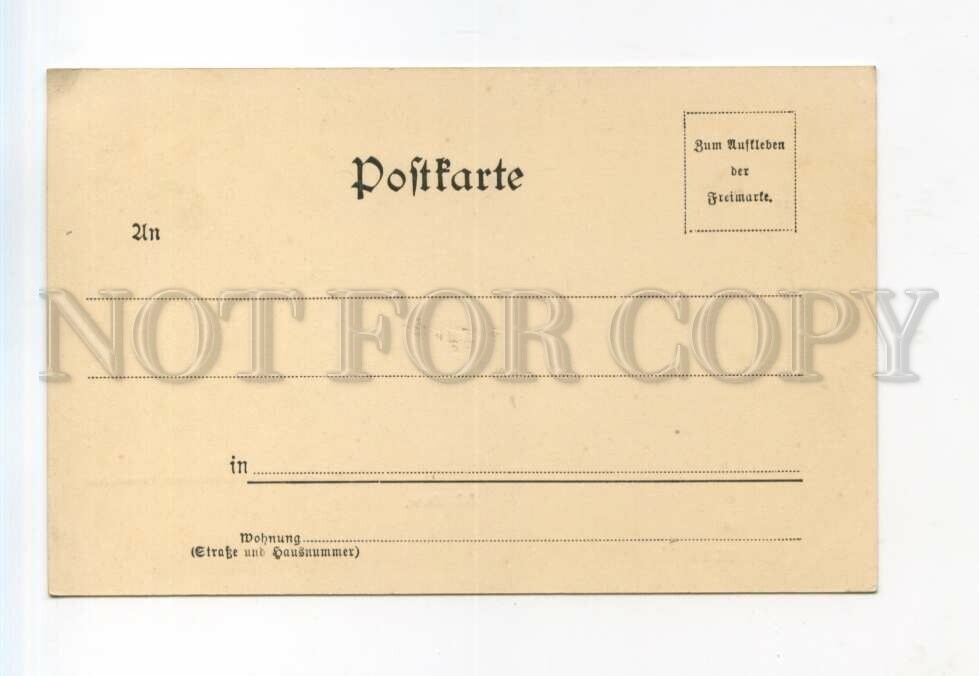 Postkarte
Zum Aufkleben
der
Freimarke.
An
NOT FOR COPY
in
Wohnung
(Straße und Hausnummer)